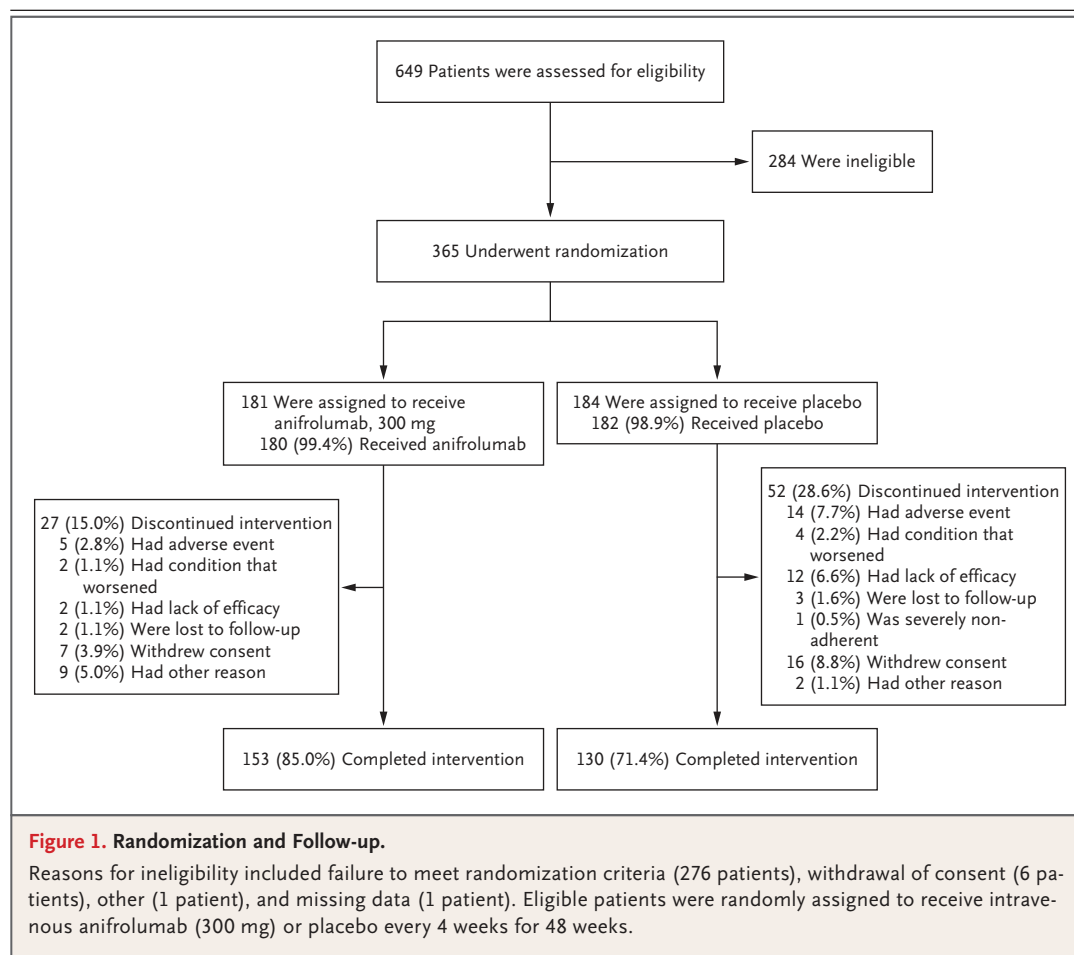 649 Patients were assessed for eligibility
284 Were ineligible
365 Underwent randomization
181 Were assigned to receive
anifrolumab, 300 mg
180 (99.4%) Received anifrolumab
184 Were assigned to receive placebo
182 (98.9%) Received placebo
27 (15.0%) Discontinued intervention
5 (2.8%) Had adverse event
2 (1.1%) Had condition that
worsened
2 (1.1%) Had lack of efficacy
2 (1.1%) Were lost to follow-up
7 (3.9%) Withdrew consent
9 (5.0%) Had other reason
52 (28.6%) Discontinued intervention
14 (7.7%) Had adverse event
4 (2.2%) Had condition that
worsened
12 (6.6%) Had lack of efficacy
3 (1.6%) Were lost to follow-up
1 (0.5%) Was severely non-
adherent
16 (8.8%) Withdrew consent
2 (1.1%) Had other reason
153 (85.0%) Completed intervention
130 (71.4%) Completed intervention
Figure 1. Randomization and Follow-up.
Reasons for ineligibility included failure to meet randomization criteria (276 patients), withdrawal of consent (6 pa-
tients), other (1 patient), and missing data (1 patient). Eligible patients were randomly assigned to receive intrave-
nous anifrolumab (300 mg) or placebo every 4 weeks for 48 weeks.